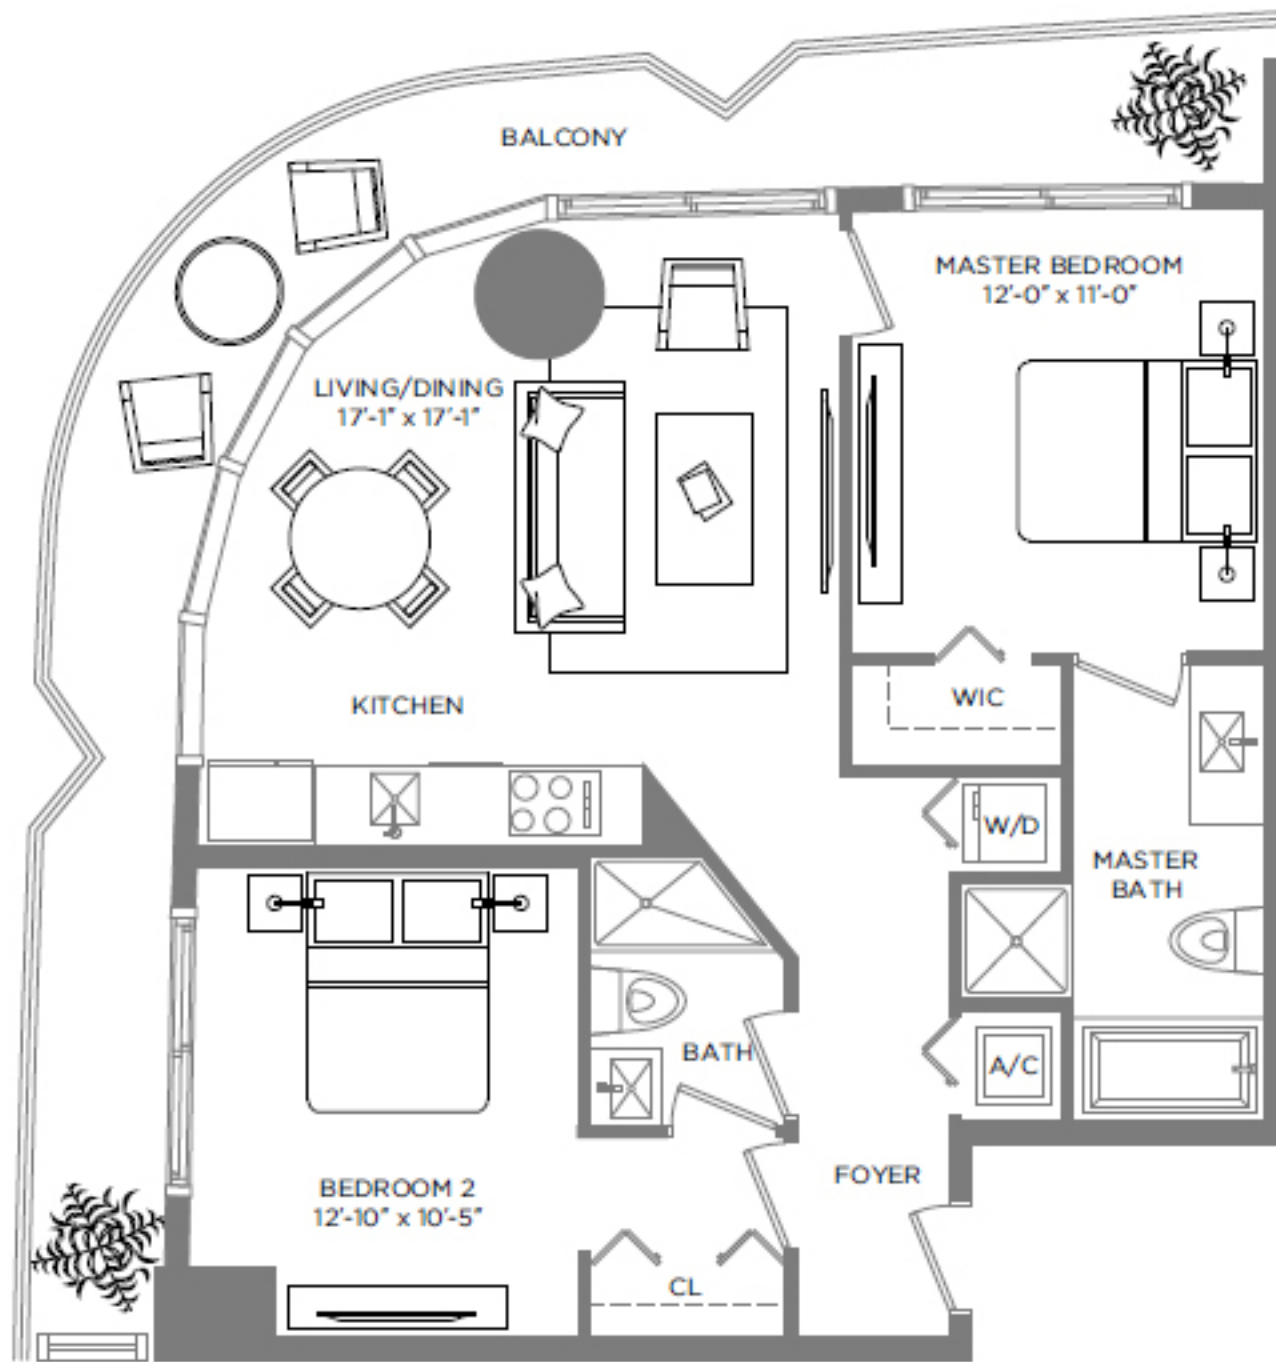 BALCONY
MASTER BEDROOM
12'-0" x 11'-0"
LIVING/DINING
17'-1" x 17'-1"
KITCHEN
WIC
W/D
MASTER
BATH
BATH
A/C
FOYER
BEDROOM 2
12'-10" x 10'-5"
CL